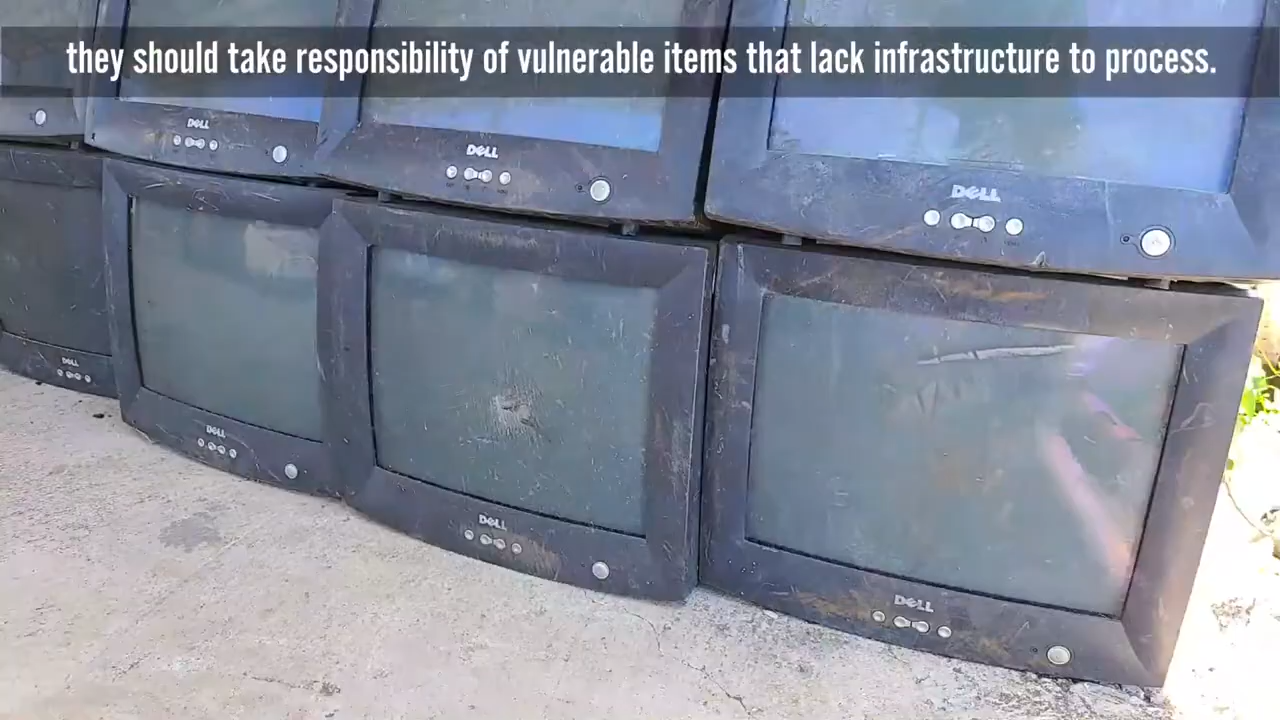 they should take responsibility of vulnerable items that lack infrastructure to process.
DELL
DELL
DELL
DELL
DELL
DELL
DELL